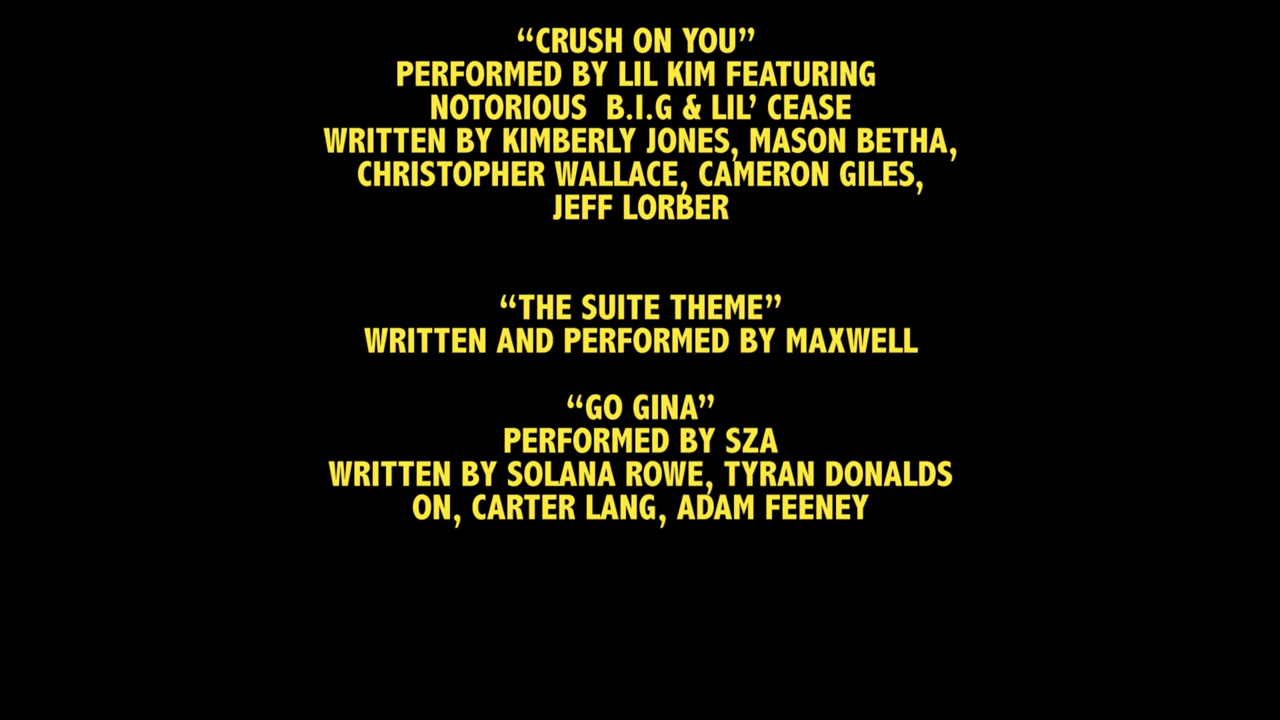 “CRUSH ON YOU”
PERFORMED BY LIL KIM FEATURING
NOTORIOUS  B.I.G & LIL’ CEASE
WRITTEN BY KIMBERLY JONES, MASON BETHA,
CHRISTOPHER WALLACE, CAMERON GILES,
JEFF LORBER
“THE SUITE THEME”
WRITTEN AND PERFORMED BY MAXWELL
“GO GINA”
PERFORMED BY SZA
WRITTEN BY SOLANA ROWE, TYRAN DONALDS
ON, CARTER LANG, ADAM FEENEY